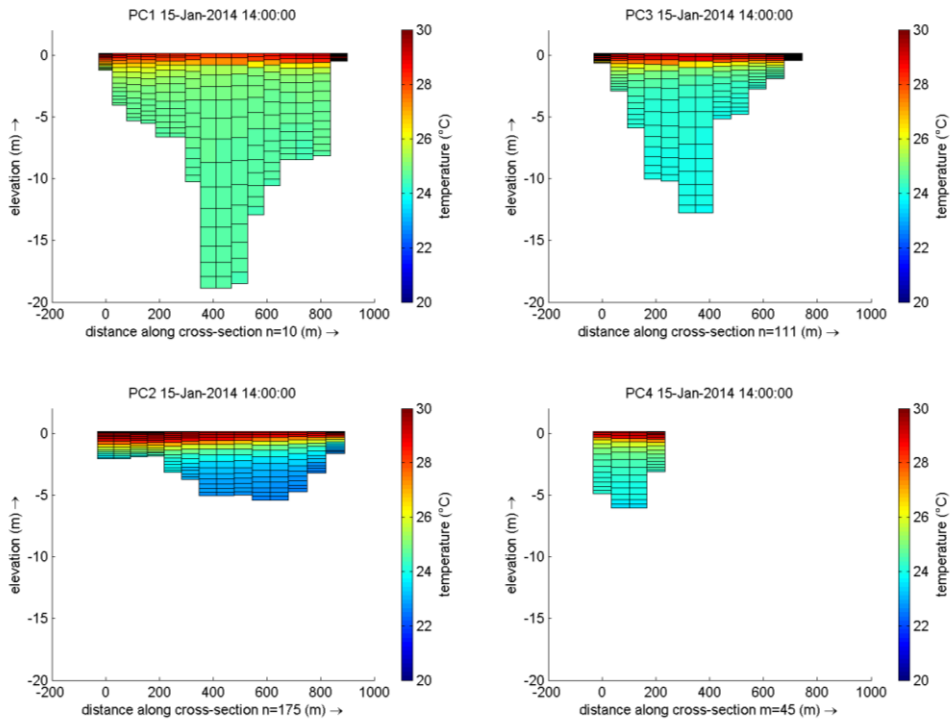 PC1 15-Jan-2014 14:00:00
0
-5
-10
-15
-20
elevation (m) →
-200 0 200 400 600 800 1000
distance along cross-section n=10 (m) →
30
28
26
24
22
20
temperature (°C)
PC3 15-Jan-2014 14:00:00
0
-5
-10
-15
-20
elevation (m) →
-200 0 200 400 600 800 1000
distance along cross-section n=111 (m) →
30
28
26
24
22
20
temperature (°C)
PC2 15-Jan-2014 14:00:00
0
-5
-10
-15
-20
elevation (m) →
-200 0 200 400 600 800 1000
distance along cross-section n=175 (m) →
30
28
26
24
22
20
temperature (°C)
PC4 15-Jan-2014 14:00:00
0
-5
-10
-15
-20
elevation (m) →
-200 0 200 400 600 800 1000
distance along cross-section m=45 (m) →
30
28
26
24
22
20
temperature (°C)